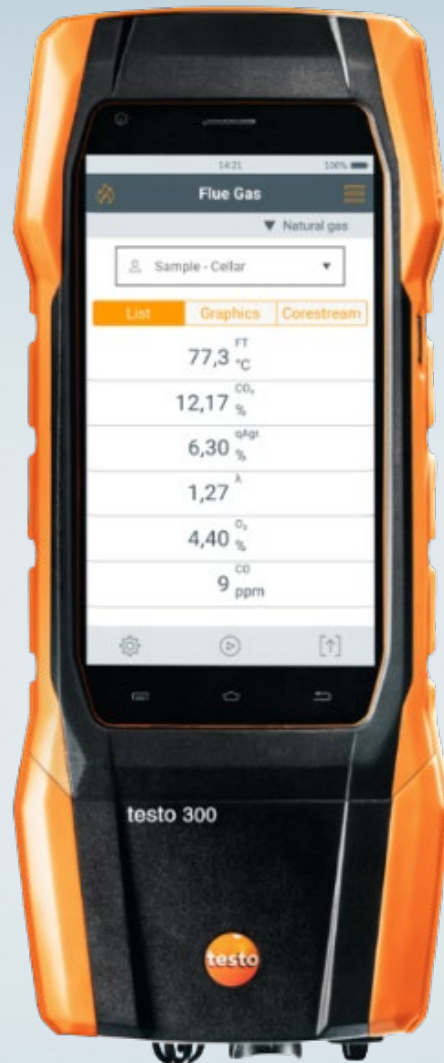 14:21 100%
Flue Gas
Natural gas
Sample - Cellar
List Graphics Corestream
77,3 FT °C
12,17 CO₂ %
6,30 qAgr. %
1,27 λ
4,40 O₂ %
9 CO ppm
testo 300
testo